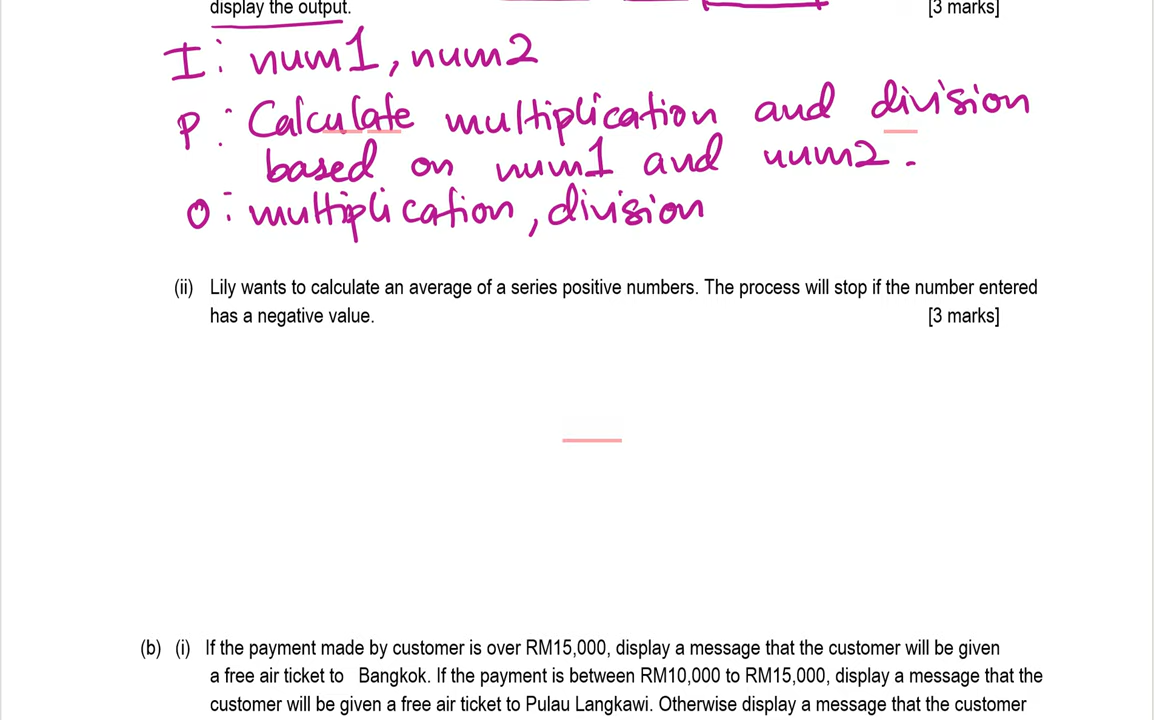 display the output. [3 marks]
I: num1, num2
P: Calculate multiplication and division
based on num1 and num2.
O: multiplication, division
(ii) Lily wants to calculate an average of a series positive numbers. The process will stop if the number entered
has a negative value. [3 marks]
(b) (i) If the payment made by customer is over RM15,000, display a message that the customer will be given
a free air ticket to Bangkok. If the payment is between RM10,000 to RM15,000, display a message that the
customer will be given a free air ticket to Pulau Langkawi. Otherwise display a message that the customer